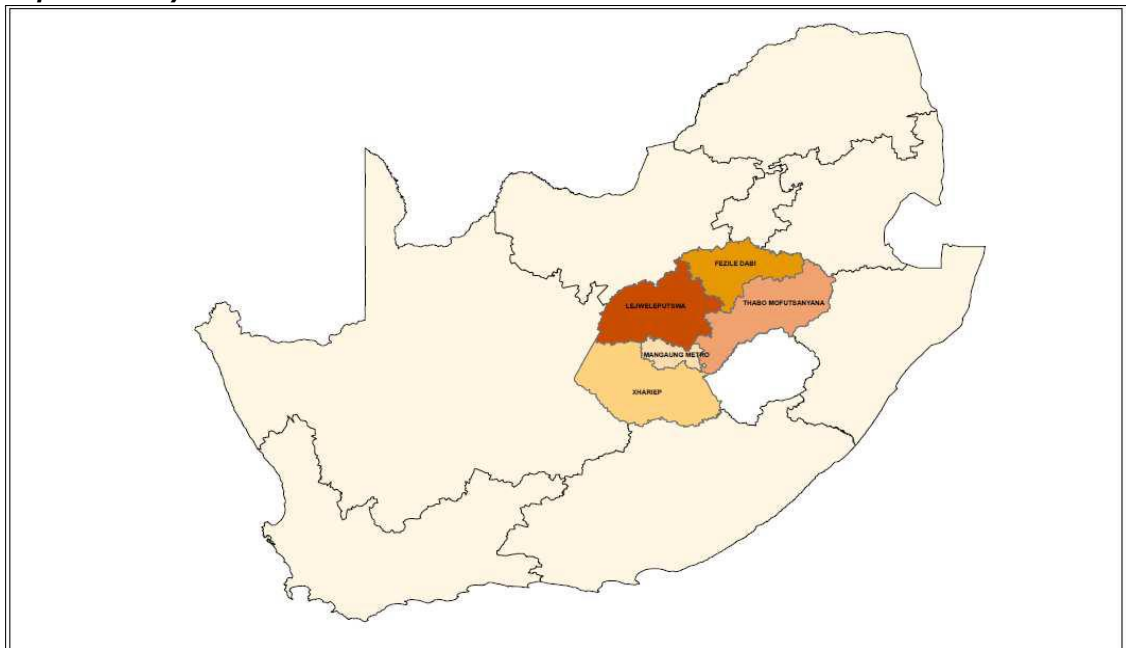 FEZILE DABI
THABO MOFUTSANYANA
LEJWELEPUTSWA
MANGAUNG METRO
XHARIEP